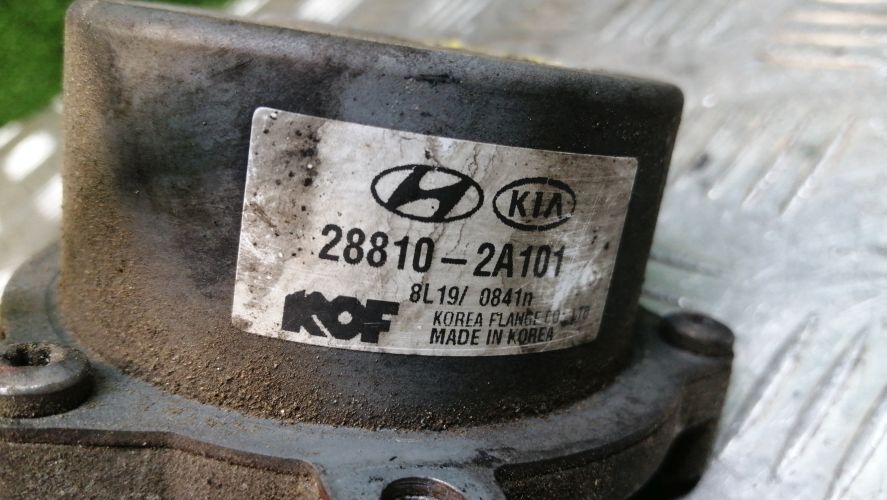 KIA
28810-2A101
8L19/ 0841n
KOF
KOREA FLANGE CO., LTD
MADE IN KOREA